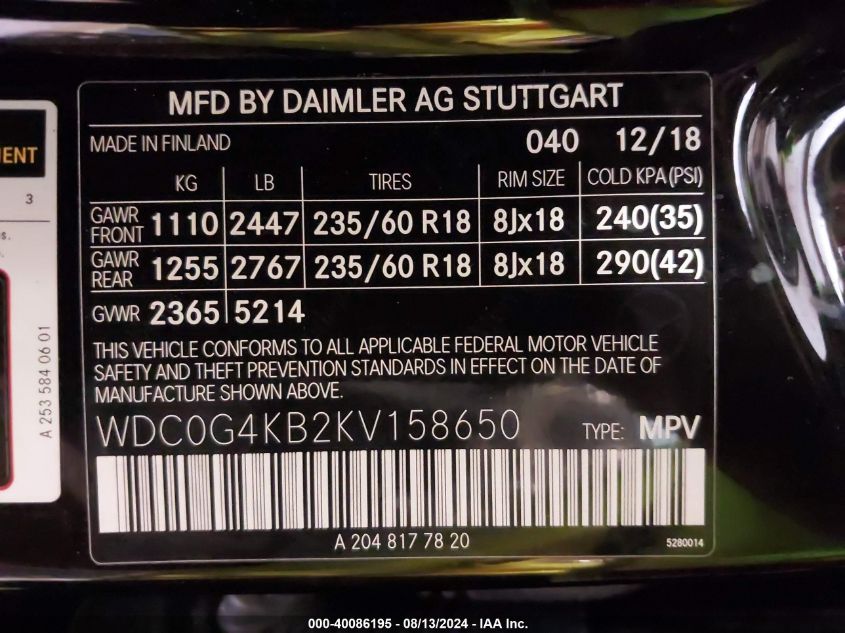 MFD BY DAIMLER AG STUTTGART
MADE IN FINLAND 040 12/18
KG LB TIRES RIM SIZE COLD KPA (PSI)
GAWR FRONT 1110 2447 235/60 R18 8Jx18 240(35)
GAWR REAR 1255 2767 235/60 R18 8Jx18 290(42)
GVWR 2365 5214
THIS VEHICLE CONFORMS TO ALL APPLICABLE FEDERAL MOTOR VEHICLE
SAFETY AND THEFT PREVENTION STANDARDS IN EFFECT ON THE DATE OF
MANUFACTURE SHOWN ABOVE.
WDC0G4KB2KV158650 TYPE: MPV
A 204 817 78 20 5280014
3
A 253 584 06 01
000-40086195 - 08/13/2024 - IAA Inc.